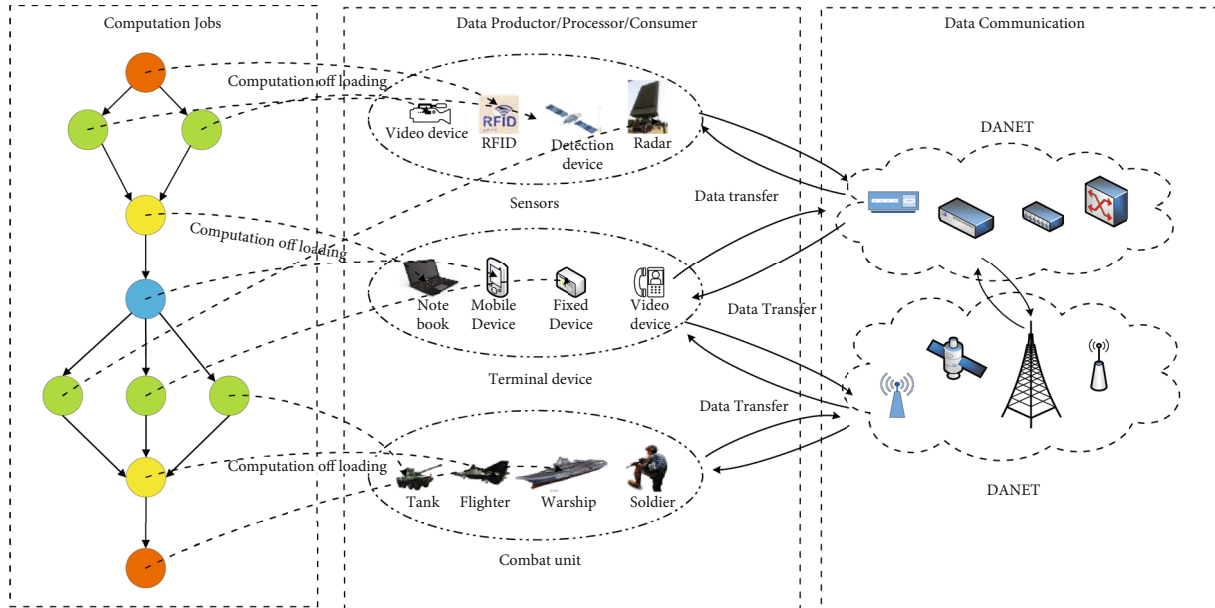 Computation Jobs
Data Productor/Processor/Consumer
Data Communication
Computation off loading
Video device
RFID
RFID
Detection
device
Radar
Sensors
DANET
Data transfer
Computation off loading
Note
book
Mobile
Device
Fixed
Device
Video
device
Terminal device
Data Transfer
Data Transfer
Computation off loading
Tank
Flighter
Warship
Soldier
Combat unit
DANET